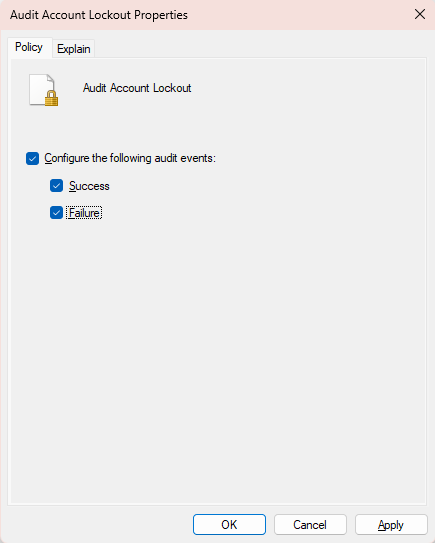 Audit Account Lockout Properties
Policy
Explain
Audit Account Lockout
Configure the following audit events:
Success
Failure
OK
Cancel
Apply